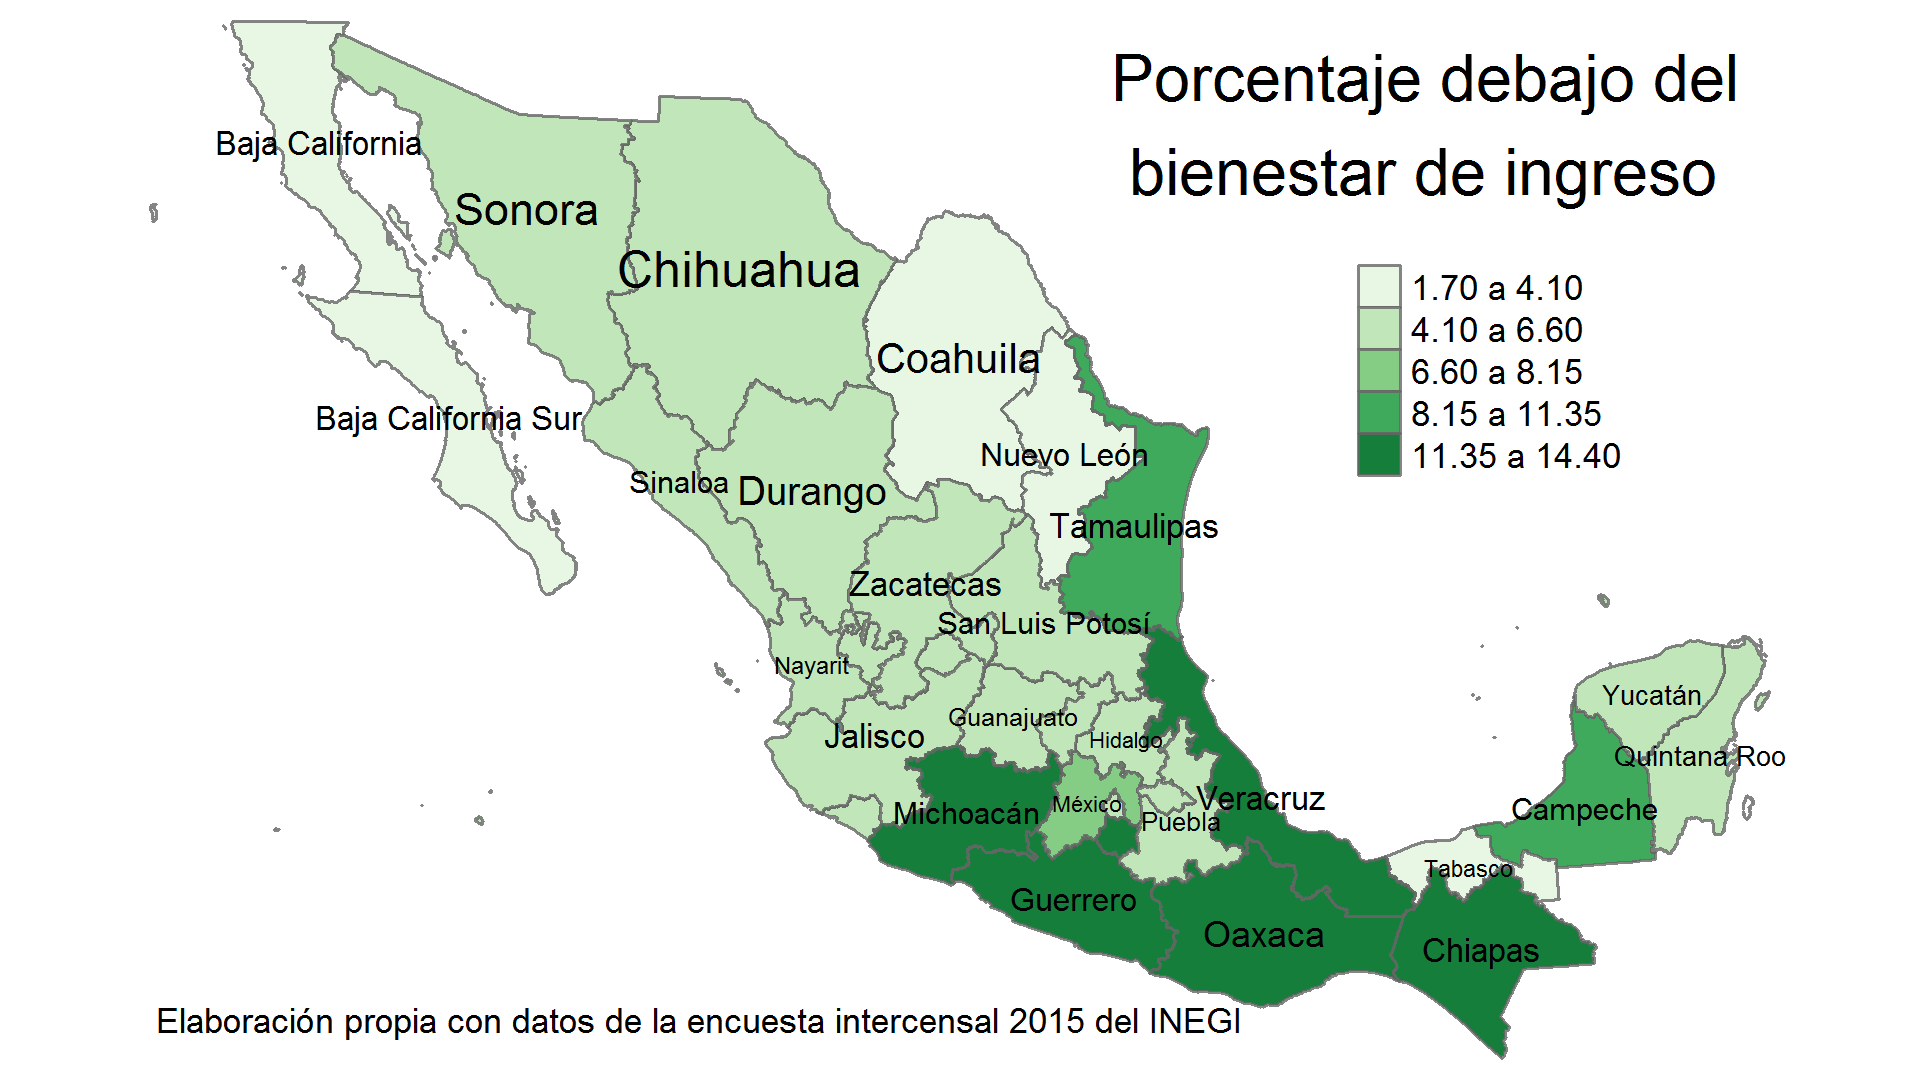 Porcentaje debajo del
bienestar de ingreso
1.70 a 4.10
4.10 a 6.60
6.60 a 8.15
8.15 a 11.35
11.35 a 14.40
Baja California
Sonora
Chihuahua
Coahuila
Baja California Sur
Nuevo León
Sinaloa
Durango
Tamaulipas
Zacatecas
San Luis Potosí
Nayarit
Yucatán
Guanajuato
Jalisco
Hidalgo
Quintana Roo
Michoacán
México
Puebla
Veracruz
Campeche
Tabasco
Guerrero
Oaxaca
Chiapas
Elaboración propia con datos de la encuesta intercensal 2015 del INEGI